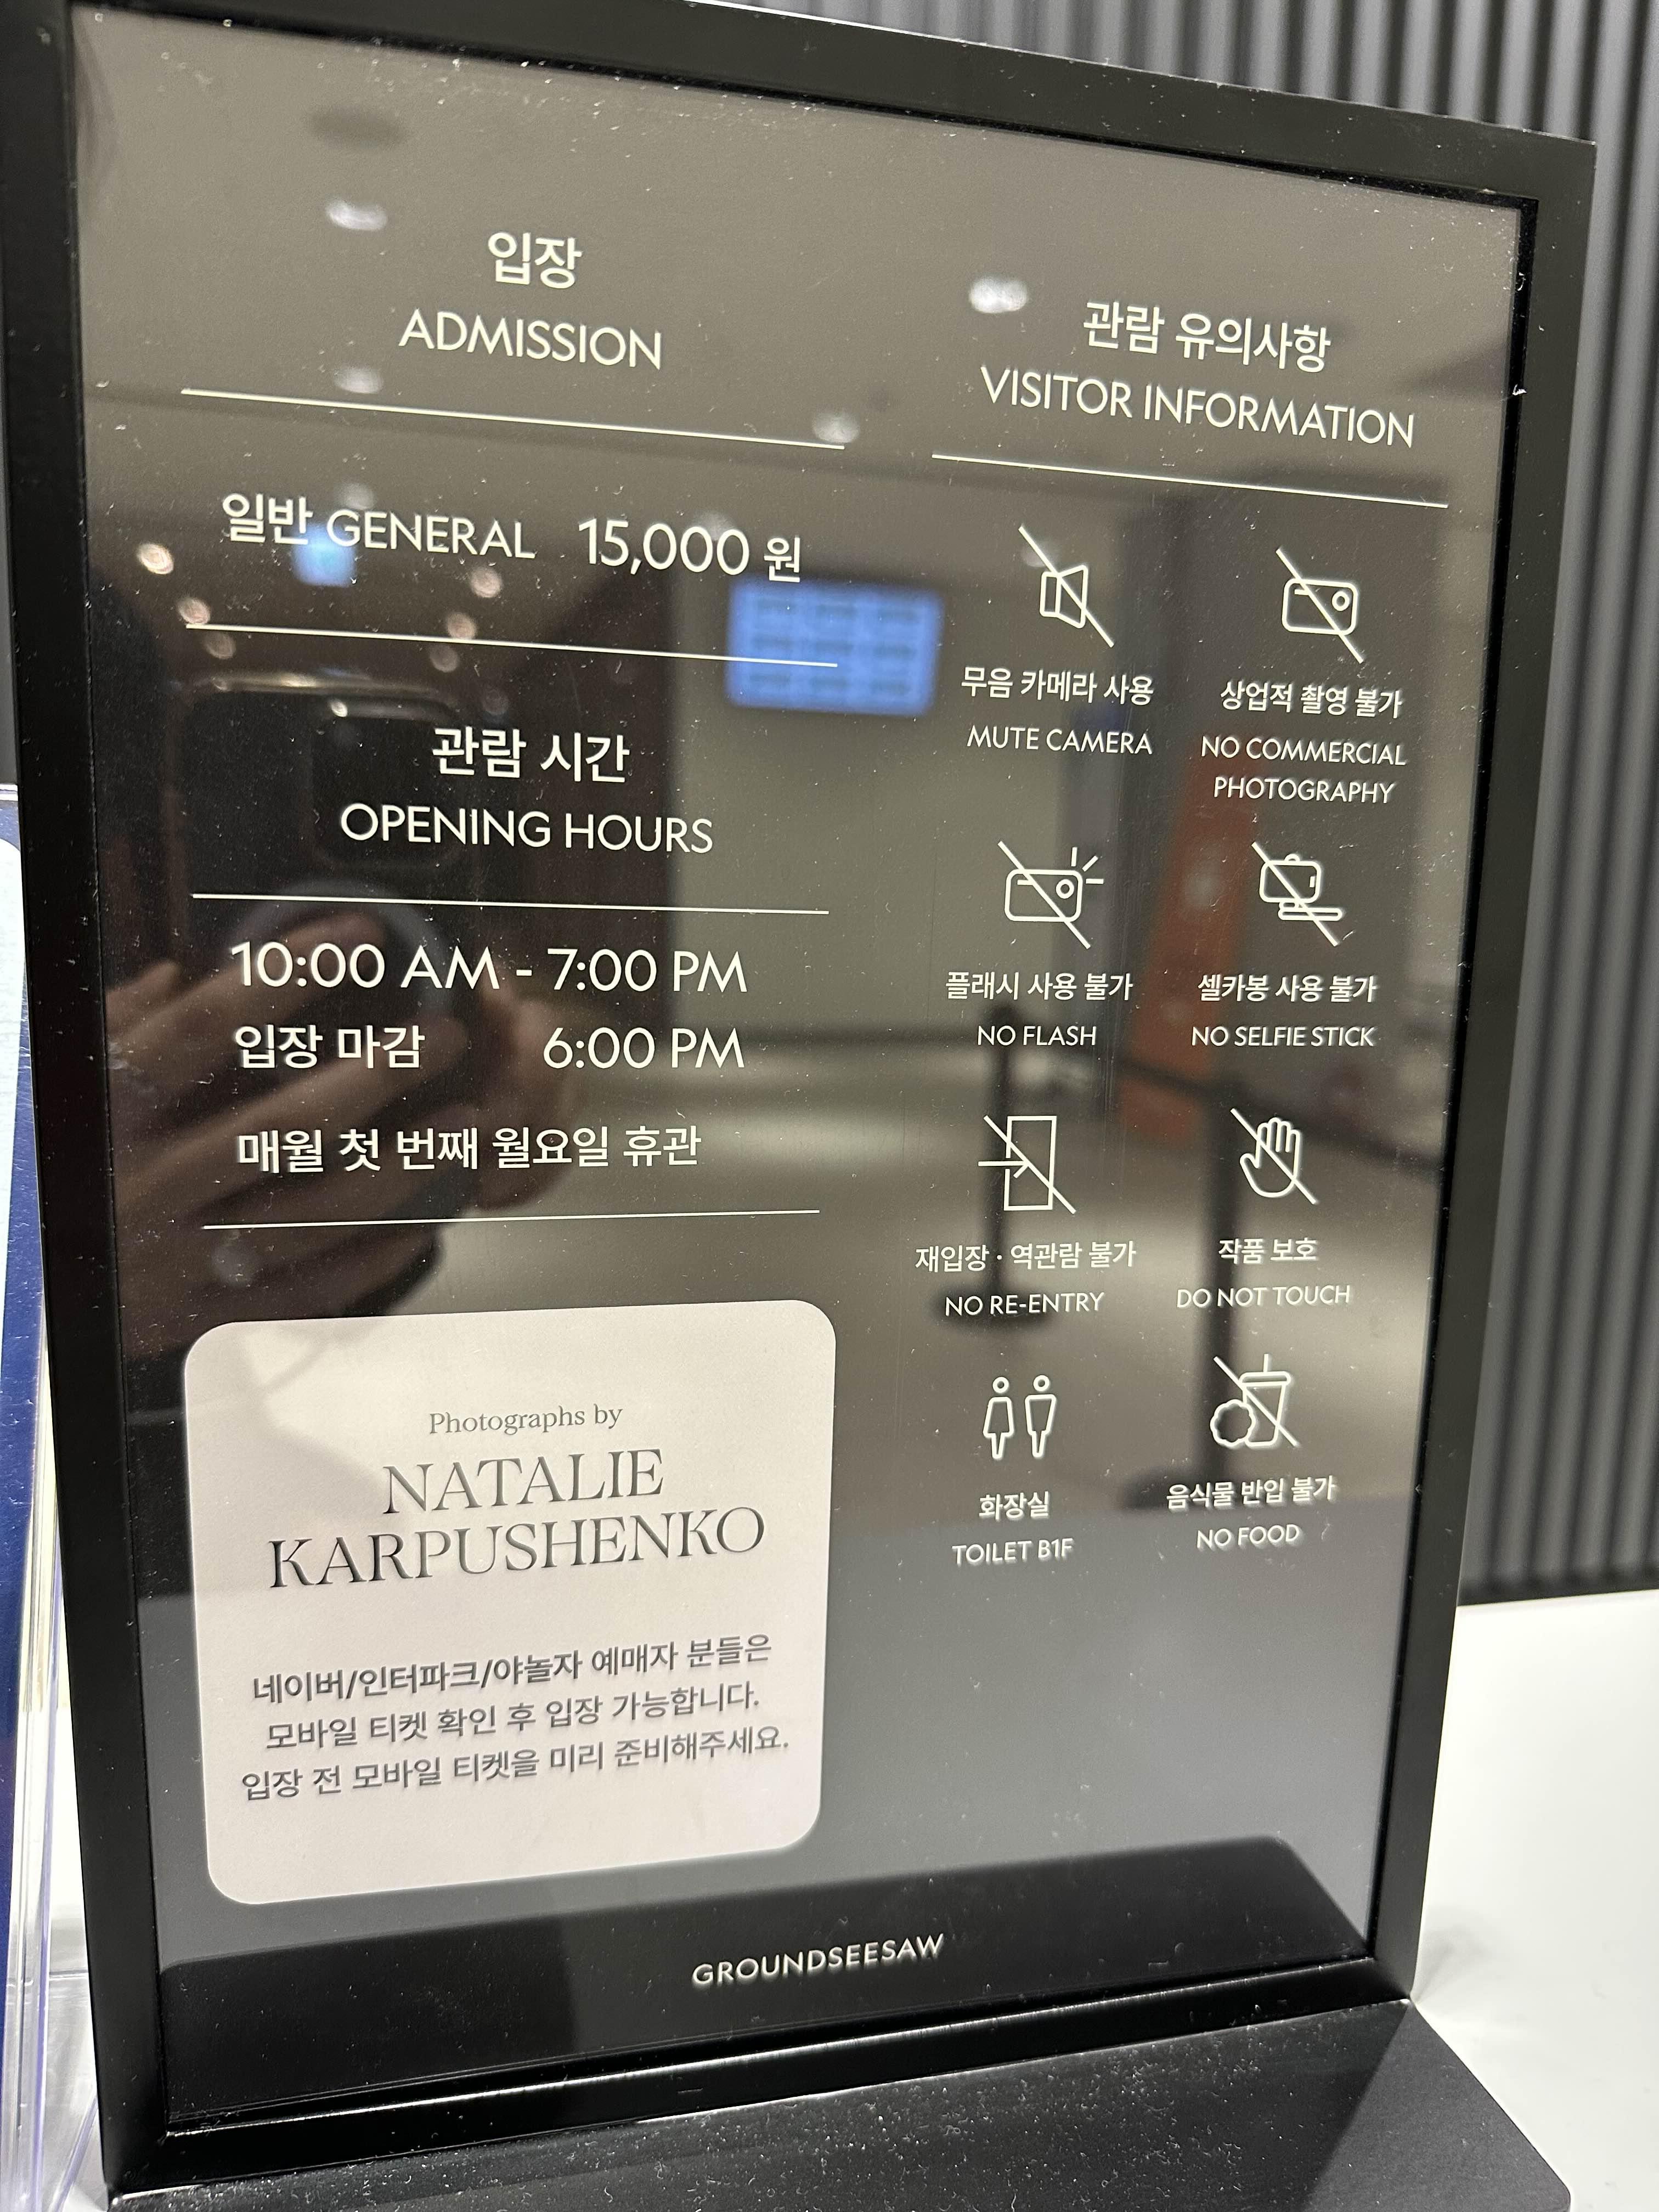 입장
ADMISSION
일반 GENERAL 15,000 원
관람 시간
OPENING HOURS
10:00 AM - 7:00 PM
입장 마감 6:00 PM
매월 첫 번째 월요일 휴관
Photographs by
NATALIE
KARPUSHENKO
네이버/인터파크/야놀자 예매자 분들은
모바일 티켓 확인 후 입장 가능합니다.
입장 전 모바일 티켓을 미리 준비해주세요.
관람 유의사항
VISITOR INFORMATION
무음 카메라 사용
MUTE CAMERA
상업적 촬영 불가
NO COMMERCIAL
PHOTOGRAPHY
플래시 사용 불가
NO FLASH
셀카봉 사용 불가
NO SELFIE STICK
재입장 · 역관람 불가
NO RE-ENTRY
작품 보호
DO NOT TOUCH
화장실
TOILET B1F
음식물 반입 불가
NO FOOD
GROUNDSEESAW